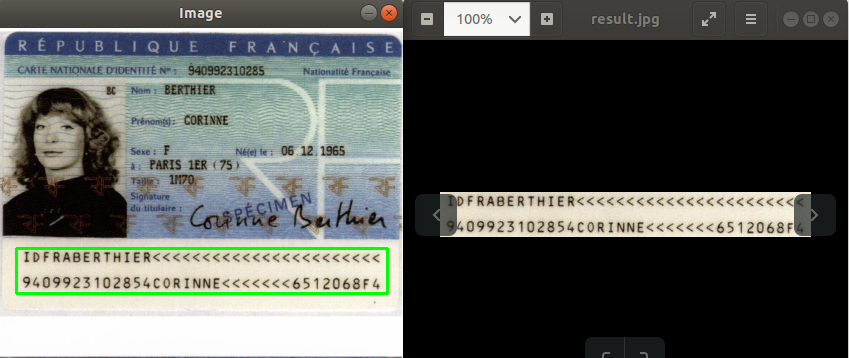 Image
RÉPUBLIQUE FRANÇAISE
CARTE NATIONALE D'IDENTITÉ Nº : 940992310285 Nationalité Française
BC
Nom : BERTHIER
Prénom(s) : CORINNE
Sexe : F Né(e) le : 06.12.1965
à : PARIS 1ER (75)
Taille : 1M70
Signature
du titulaire :
SPÉCIMEN
Corinne Berthier
IDFRABERTHIER<<<<<<<<<<<<<<<<<<<<<<<
9409923102854CORINNE<<<<<<<6512068F4
100%
result.jpg
IDFRABERTHIER<<<<<<<<<<<<<<<<<<<<<<<
9409923102854CORINNE<<<<<<<6512068F4